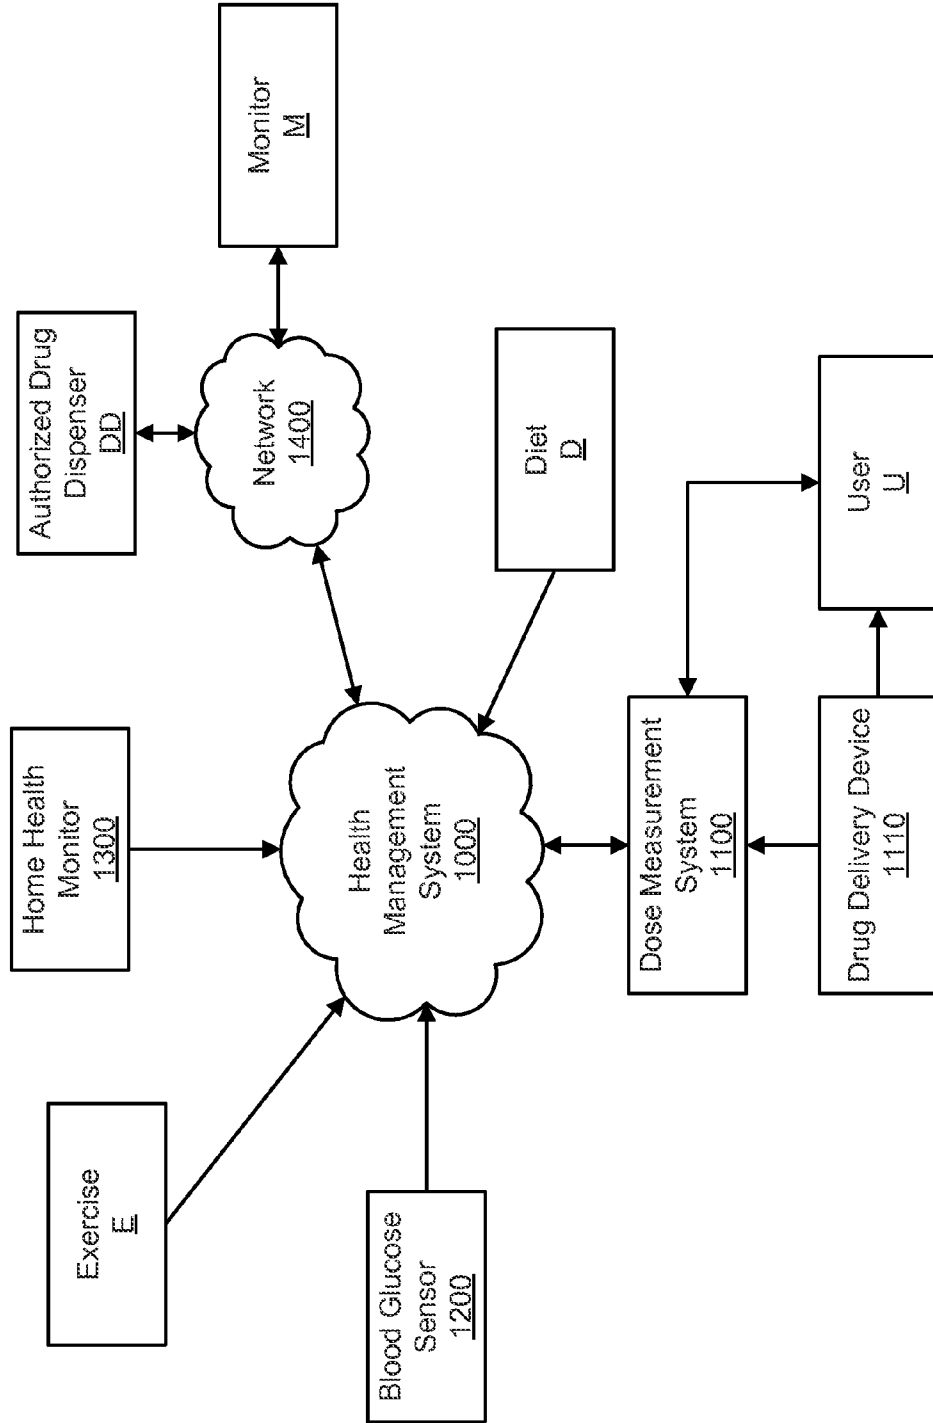 Exercise
E
Home Health
Monitor
1300
Authorized Drug
Dispenser
DD
Monitor
M
Network
1400
Blood Glucose
Sensor
1200
Health
Management
System
1000
Diet
D
Dose Measurement
System
1100
Drug Delivery Device
1110
User
U